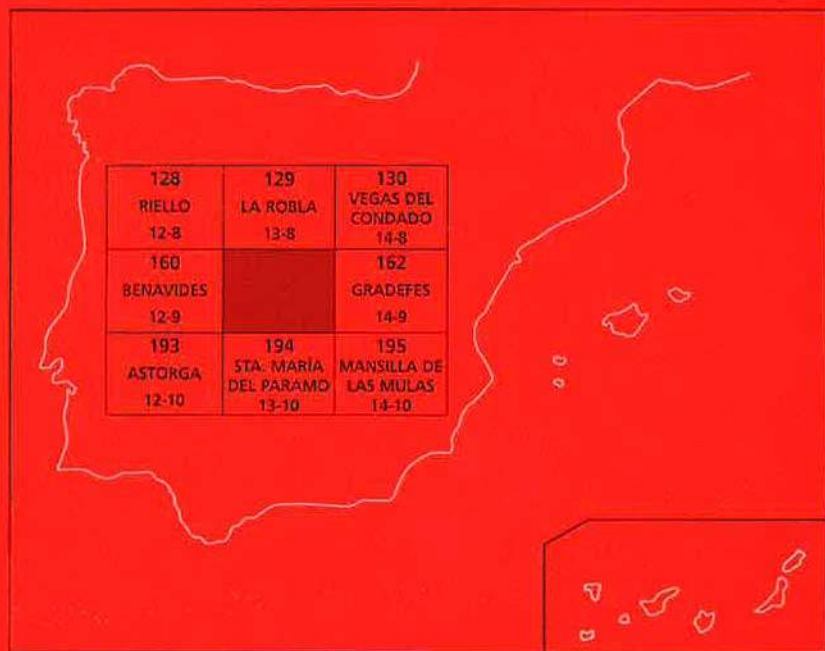 128
RIELLO
12-8
129
LA ROBLA
13-8
130
VEGAS DEL
CONDADO
14-8
160
BENAVIDES
12-9
162
GRADEFES
14-9
193
ASTORGA
12-10
194
STA. MARÍA
DEL PARAMO
13-10
195
MANSILLA DE
LAS MULAS
14-10